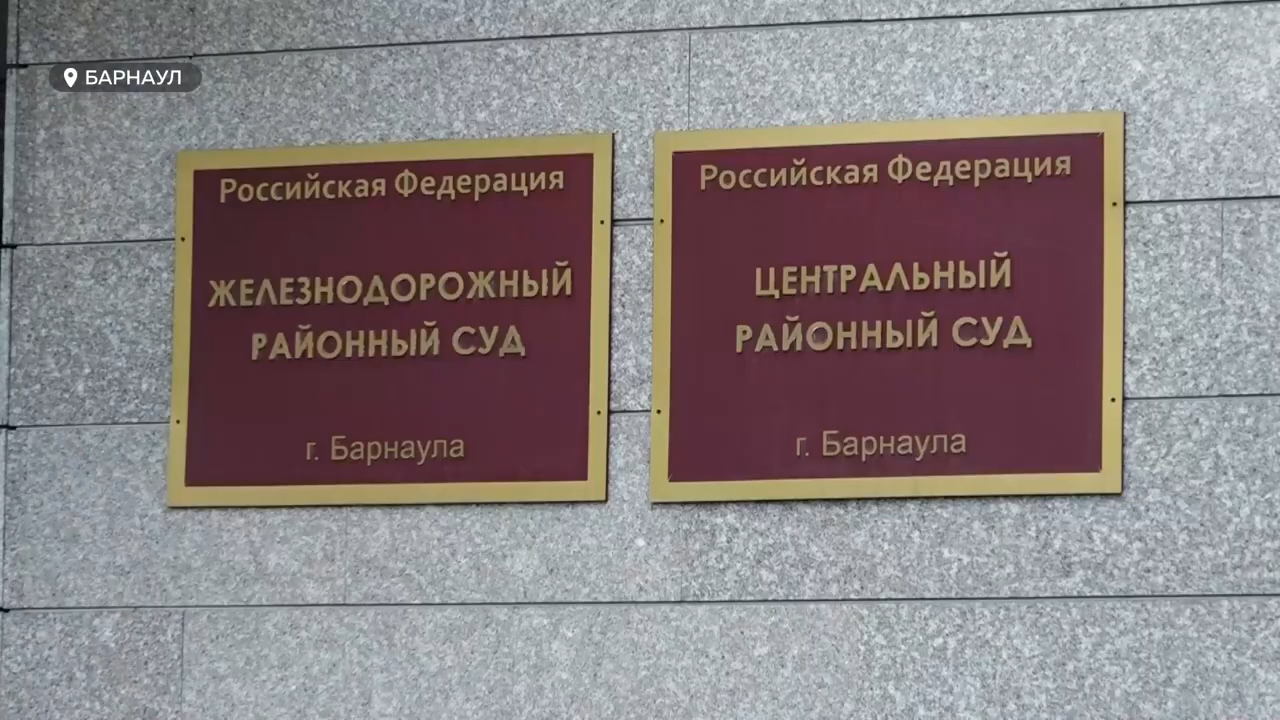 БАРНАУЛ
Российская Федерация
ЖЕЛЕЗНОДОРОЖНЫЙ
РАЙОННЫЙ СУД
г. Барнаула
Российская Федерация
ЦЕНТРАЛЬНЫЙ
РАЙОННЫЙ СУД
г. Барнаула